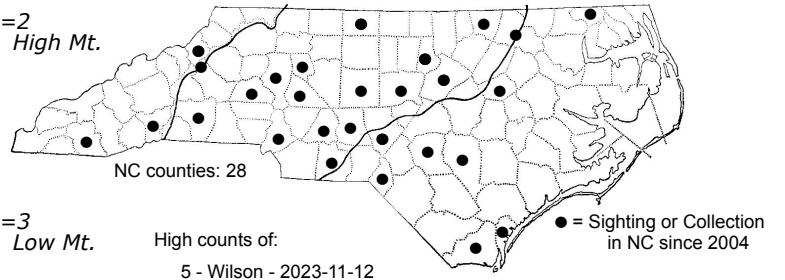 =2
High Mt.
NC counties: 28
=3
Low Mt.
High counts of:
5 - Wilson - 2023-11-12
● = Sighting or Collection
in NC since 2004